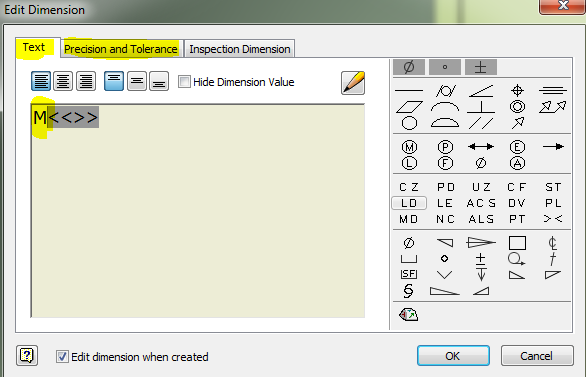 Edit Dimension
Text Precision and Tolerance Inspection Dimension
Hide Dimension Value
M<<>>
Ø ° ±
M P E
L F Ø A
CZ PD UZ CF ST
LD LE ACS DV PL
MD NC ALS PT ><
Ø ℄
± f
SF
Edit dimension when created
OK Cancel